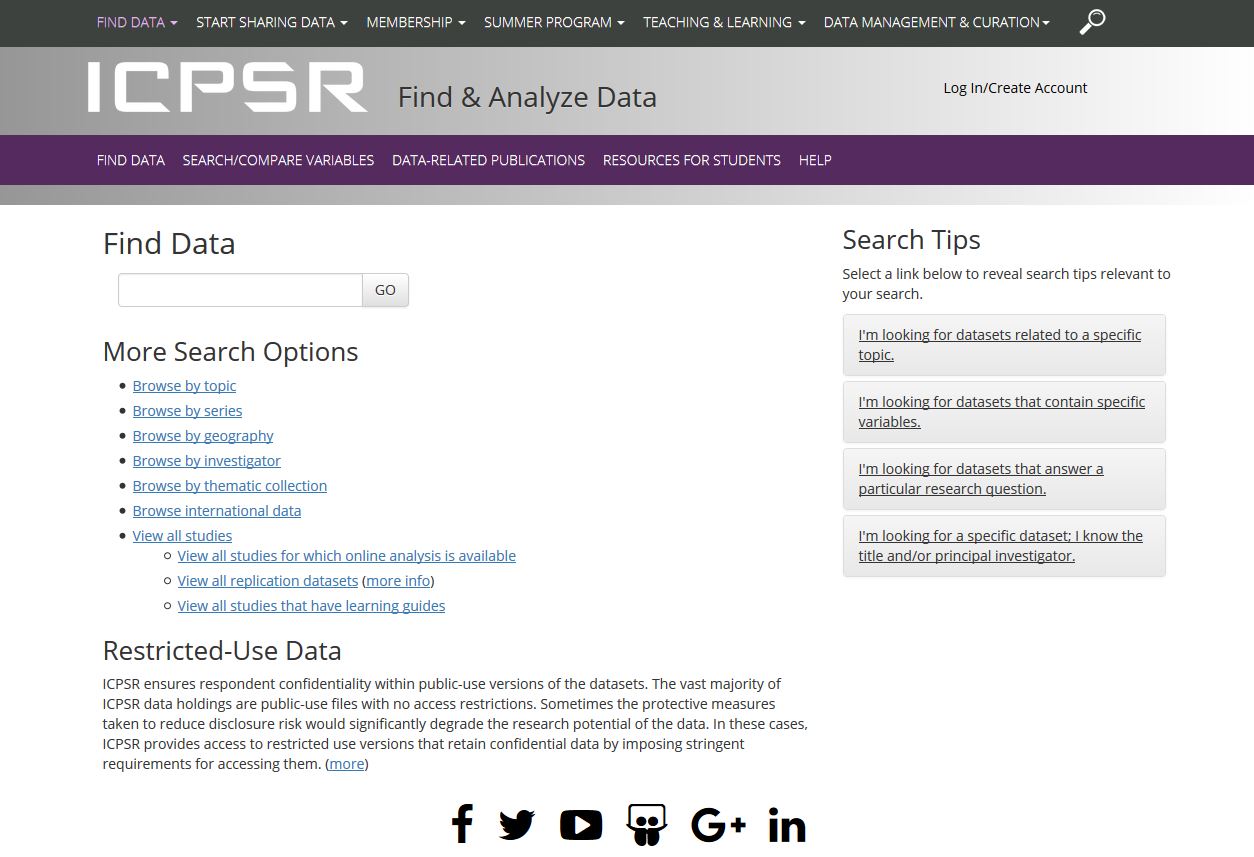 FIND DATA START SHARING DATA MEMBERSHIP SUMMER PROGRAM TEACHING & LEARNING DATA MANAGEMENT & CURATION
ICPSR Find & Analyze Data
Log In/Create Account
FIND DATA SEARCH/COMPARE VARIABLES DATA-RELATED PUBLICATIONS RESOURCES FOR STUDENTS HELP
Find Data
GO
More Search Options
Browse by topic
Browse by series
Browse by geography
Browse by investigator
Browse by thematic collection
Browse international data
View all studies
View all studies for which online analysis is available
View all replication datasets (more info)
View all studies that have learning guides
Restricted-Use Data
ICPSR ensures respondent confidentiality within public-use versions of the datasets. The vast majority of
ICPSR data holdings are public-use files with no access restrictions. Sometimes the protective measures
taken to reduce disclosure risk would significantly degrade the research potential of the data. In these cases,
ICPSR provides access to restricted use versions that retain confidential data by imposing stringent
requirements for accessing them. (more)
Search Tips
Select a link below to reveal search tips relevant to
your search.
I'm looking for datasets related to a specific
topic.
I'm looking for datasets that contain specific
variables.
I'm looking for datasets that answer a
particular research question.
I'm looking for a specific dataset; I know the
title and/or principal investigator.
f G+ in